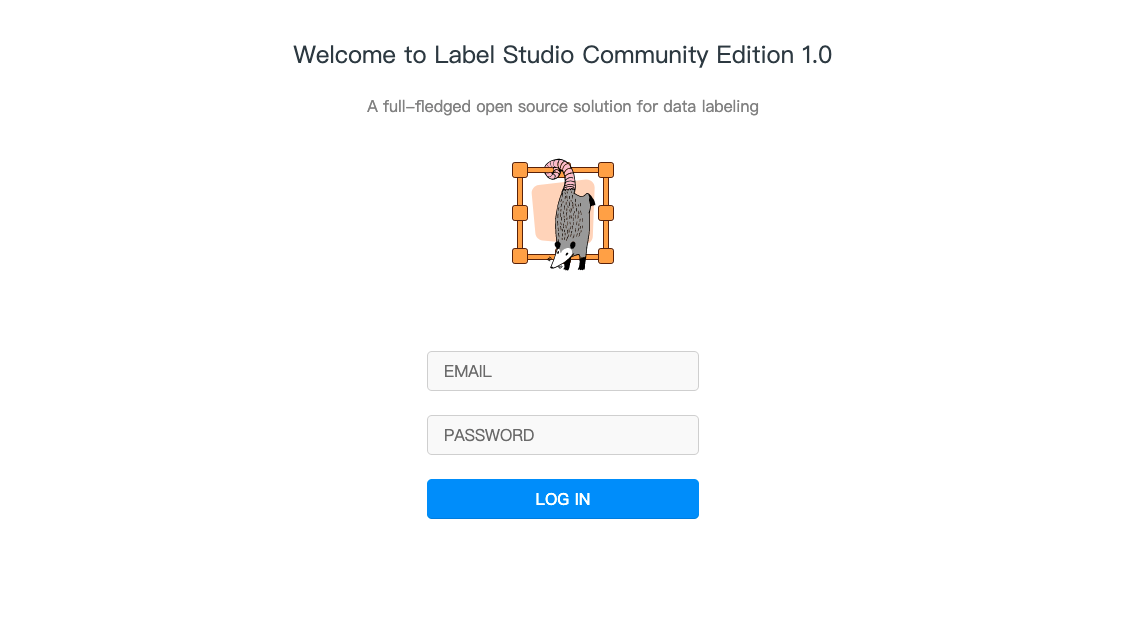 Welcome to Label Studio Community Edition 1.0
A full-fledged open source solution for data labeling
EMAIL
PASSWORD
LOG IN